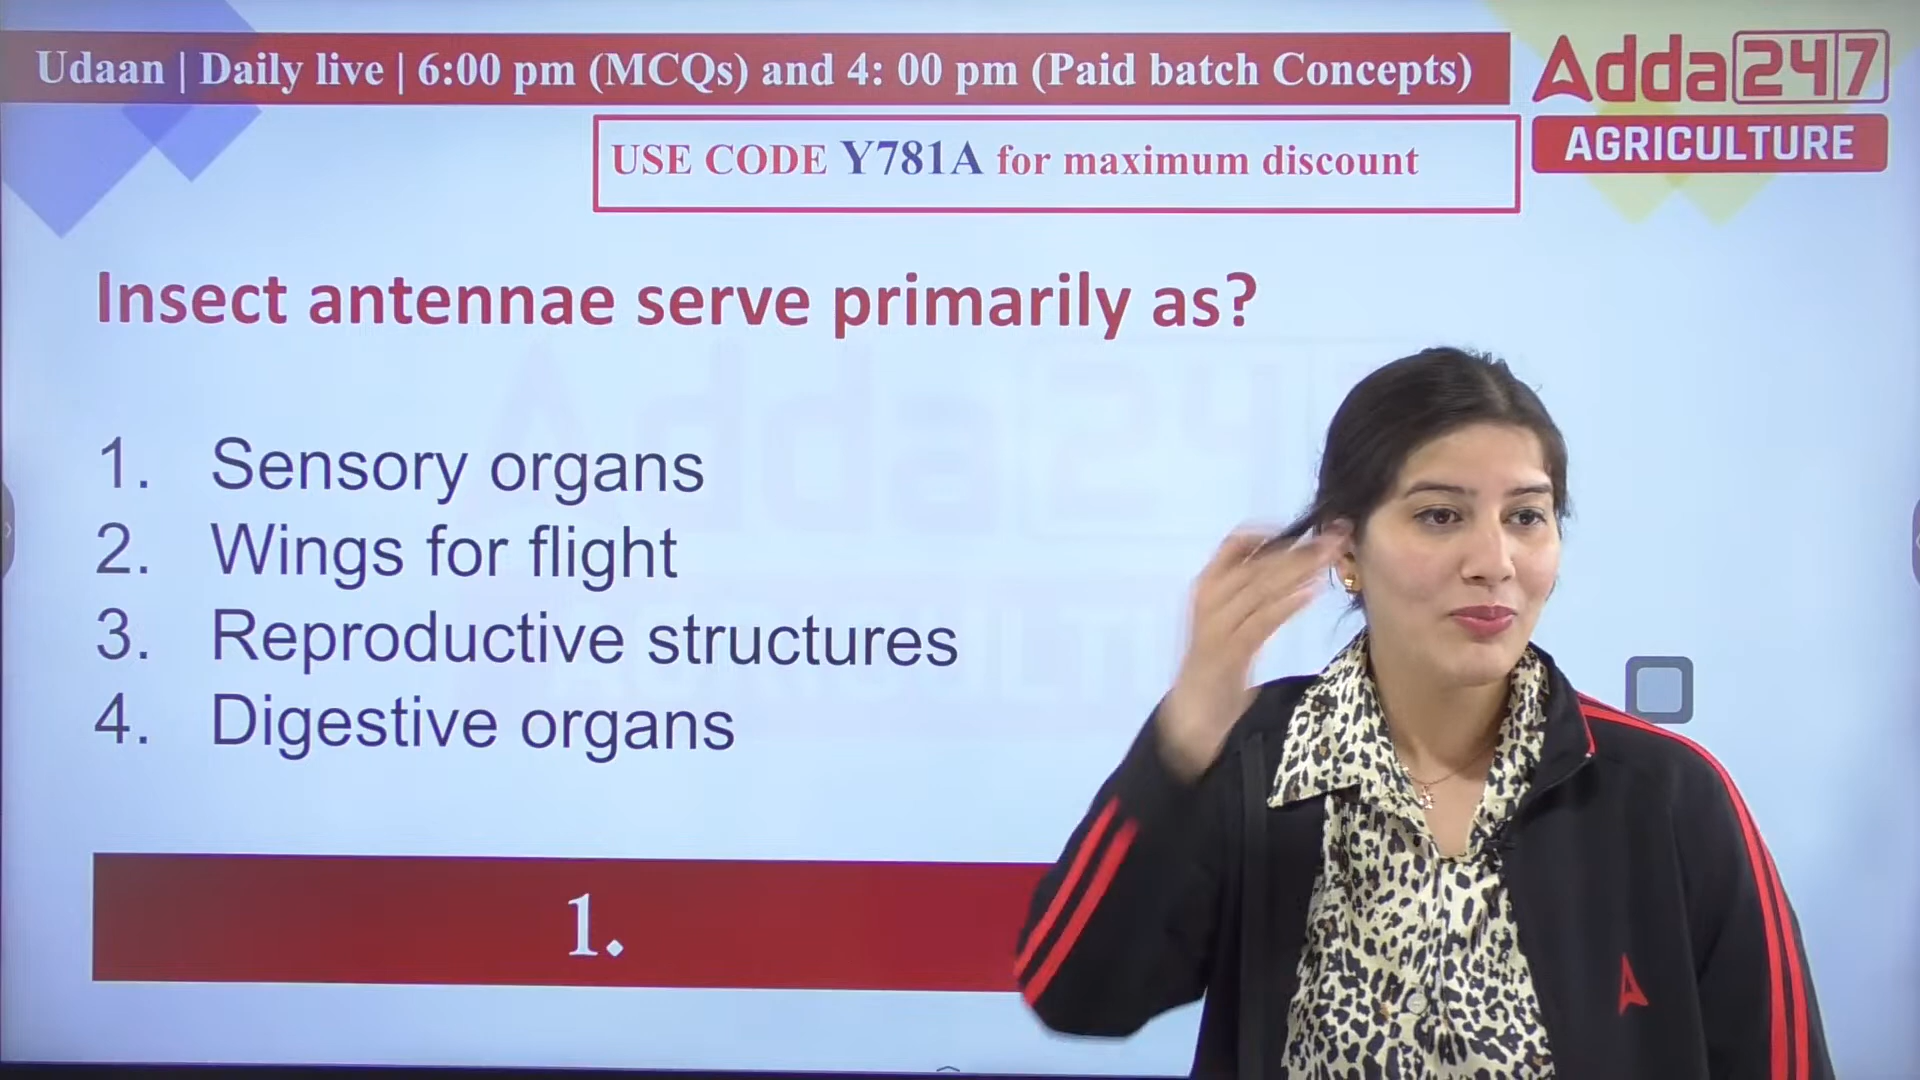 Udaan | Daily live | 6:00 pm (MCQs) and 4: 00 pm (Paid batch Concepts)
Adda247
AGRICULTURE
USE CODE Y781A for maximum discount
Insect antennae serve primarily as?
1. Sensory organs
2. Wings for flight
3. Reproductive structures
4. Digestive organs
1.